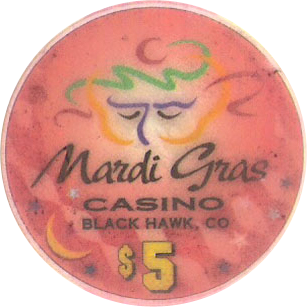 Mardi Gras
CASINO
BLACK HAWK, CO
$5